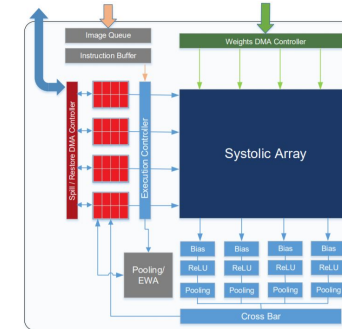 Image Queue
Instruction Buffer
Weights DMA Controller
Spill / Restore DMA Controller
Execution Controller
Systolic Array
Pooling/
EWA
Bias
Bias
Bias
Bias
ReLU
ReLU
ReLU
ReLU
Pooling
Pooling
Pooling
Pooling
Cross Bar